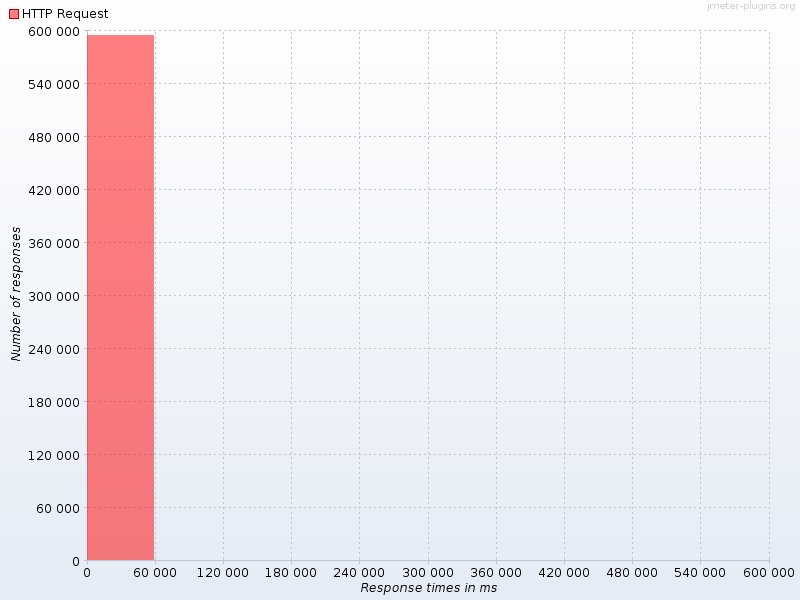 HTTP Request
jmeter-plugins.org
600 000
540 000
480 000
420 000
360 000
300 000
240 000
180 000
120 000
60 000
0
Number of responses
0 60 000 120 000 180 000 240 000 300 000 360 000 420 000 480 000 540 000 600 000
Response times in ms